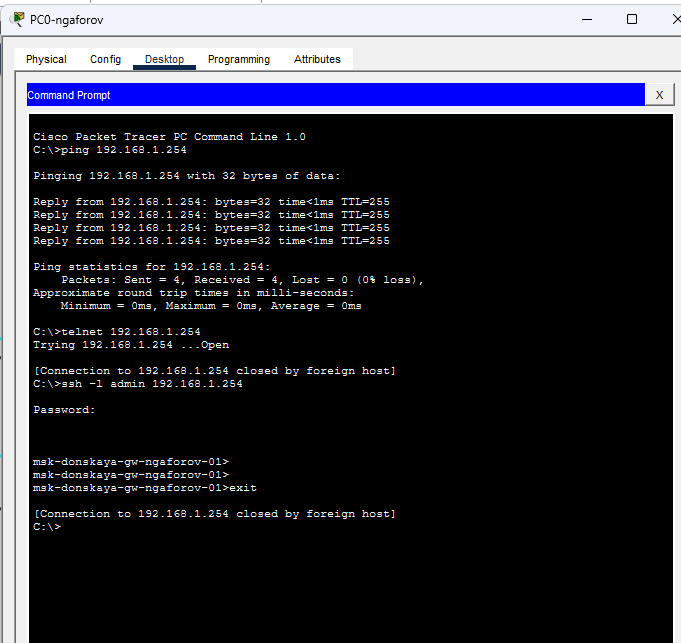 PC0-ngaforov
Physical Config Desktop Programming Attributes
Command Prompt X
Cisco Packet Tracer PC Command Line 1.0
C:\>ping 192.168.1.254
Pinging 192.168.1.254 with 32 bytes of data:
Reply from 192.168.1.254: bytes=32 time<1ms TTL=255
Reply from 192.168.1.254: bytes=32 time<1ms TTL=255
Reply from 192.168.1.254: bytes=32 time<1ms TTL=255
Reply from 192.168.1.254: bytes=32 time<1ms TTL=255
Ping statistics for 192.168.1.254:
    Packets: Sent = 4, Received = 4, Lost = 0 (0% loss),
Approximate round trip times in milli-seconds:
    Minimum = 0ms, Maximum = 0ms, Average = 0ms
C:\>telnet 192.168.1.254
Trying 192.168.1.254 ...Open
[Connection to 192.168.1.254 closed by foreign host]
C:\>ssh -l admin 192.168.1.254
Password:
msk-donskaya-gw-ngaforov-01>
msk-donskaya-gw-ngaforov-01>
msk-donskaya-gw-ngaforov-01>exit
[Connection to 192.168.1.254 closed by foreign host]
C:\>